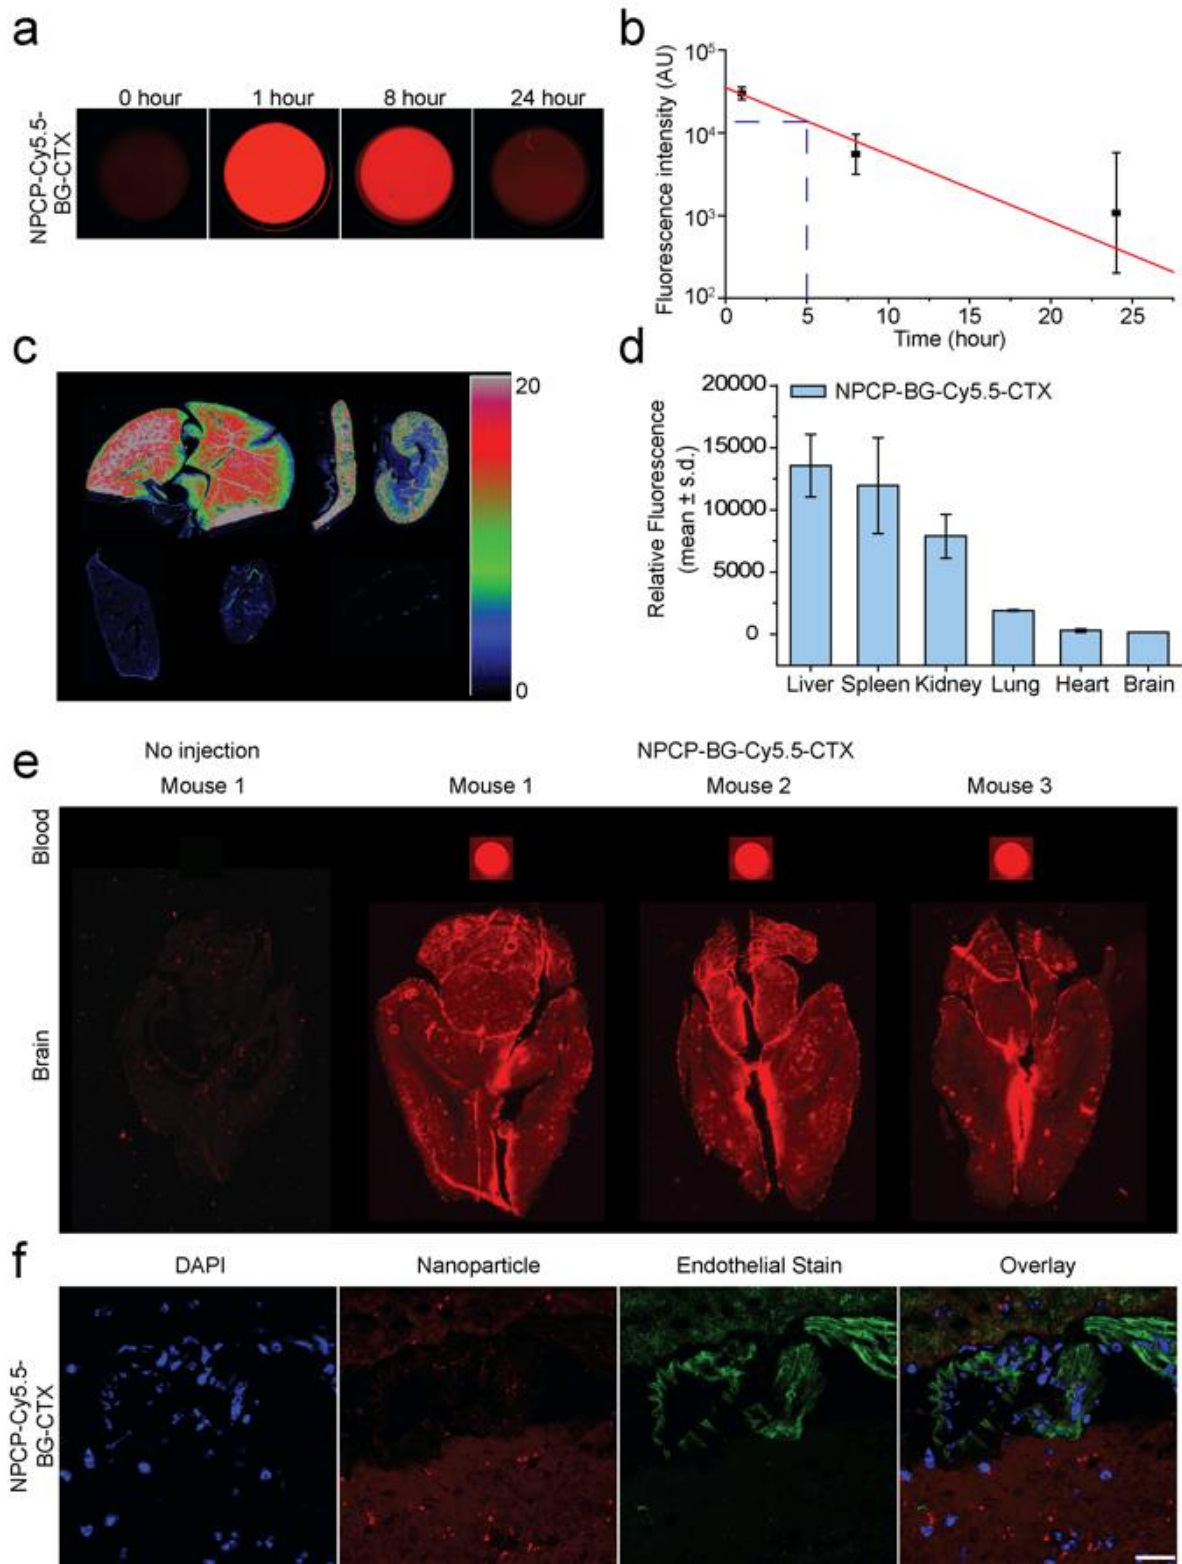 a
0 hour 1 hour 8 hour 24 hour
NPCP-Cy5.5-
BG-CTX
b
Fluorescence intensity (AU)
10⁵
10⁴
10³
10²
0 5 10 15 20 25
Time (hour)
c
20
0
d
Relative Fluorescence
(mean ± s.d.)
20000
15000
10000
5000
0
NPCP-BG-Cy5.5-CTX
Liver Spleen Kidney Lung Heart Brain
e
No injection NPCP-BG-Cy5.5-CTX
Mouse 1 Mouse 1 Mouse 2 Mouse 3
Blood
Brain
f
DAPI Nanoparticle Endothelial Stain Overlay
NPCP-Cy5.5-
BG-CTX